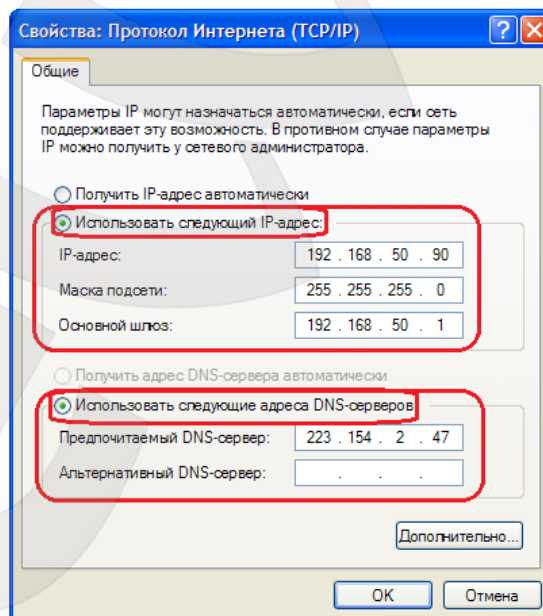 Свойства: Протокол Интернета (TCP/IP)
Общие
Параметры IP могут назначаться автоматически, если сеть
поддерживает эту возможность. В противном случае параметры
IP можно получить у сетевого администратора.
Получить IP-адрес автоматически
Использовать следующий IP-адрес:
IP-адрес: 192 . 168 . 50 . 90
Маска подсети: 255 . 255 . 255 . 0
Основной шлюз: 192 . 168 . 50 . 1
Получить адрес DNS-сервера автоматически
Использовать следующие адреса DNS-серверов
Предпочитаемый DNS-сервер: 223 . 154 . 2 . 47
Альтернативный DNS-сервер: . . .
Дополнительно...
OK Отмена